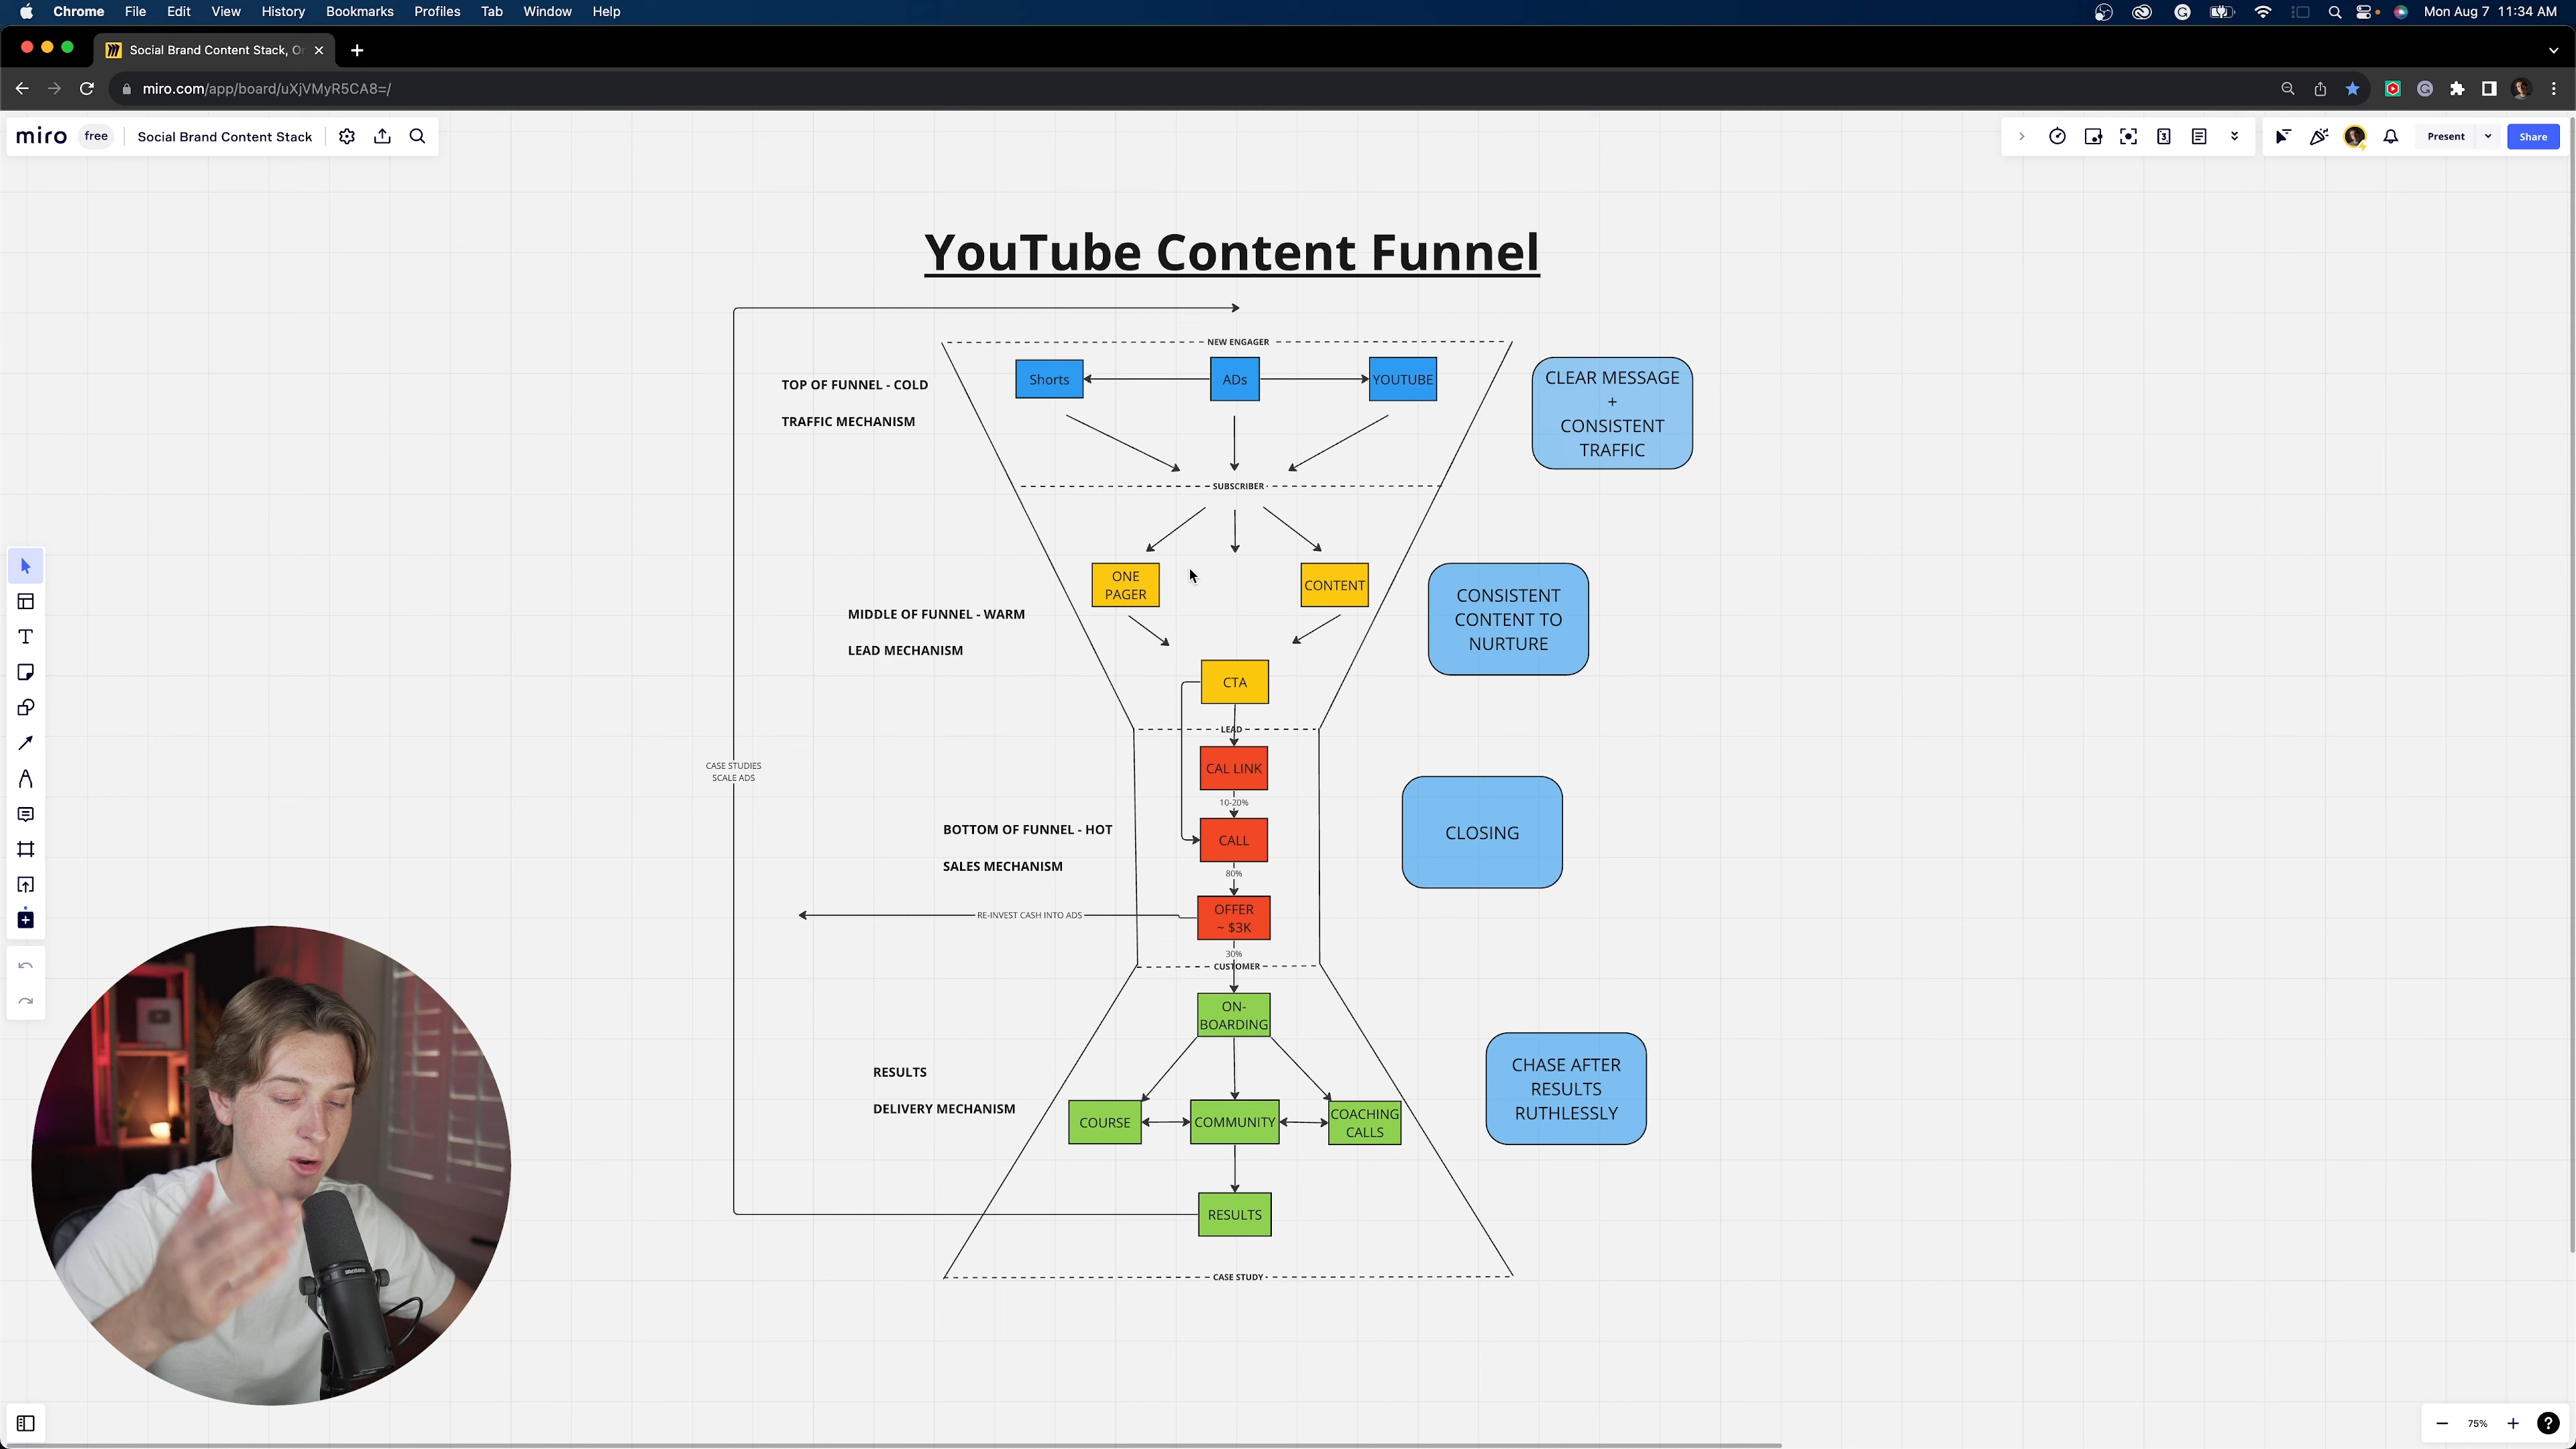 Chrome File Edit View History Bookmarks Profiles Tab Window Help
Mon Aug 7 11:34 AM
Social Brand Content Stack, O
miro.com/app/board/uXjVMyR5CA8=/
miro free Social Brand Content Stack
Present
Share
YouTube Content Funnel
NEW ENGAGER
TOP OF FUNNEL - COLD
TRAFFIC MECHANISM
Shorts
ADs
YOUTUBE
CLEAR MESSAGE
+
CONSISTENT
TRAFFIC
SUBSCRIBER
ONE
PAGER
CONTENT
MIDDLE OF FUNNEL - WARM
LEAD MECHANISM
CONSISTENT
CONTENT TO
NURTURE
CTA
LEAD
CAL LINK
CASE STUDIES
SCALE ADS
10-20%
BOTTOM OF FUNNEL - HOT
SALES MECHANISM
CALL
CLOSING
80%
OFFER
~ $3K
RE-INVEST CASH INTO ADS
30%
CUSTOMER
ON-
BOARDING
RESULTS
DELIVERY MECHANISM
COURSE
COMMUNITY
COACHING
CALLS
CHASE AFTER
RESULTS
RUTHLESSLY
RESULTS
CASE STUDY
75%